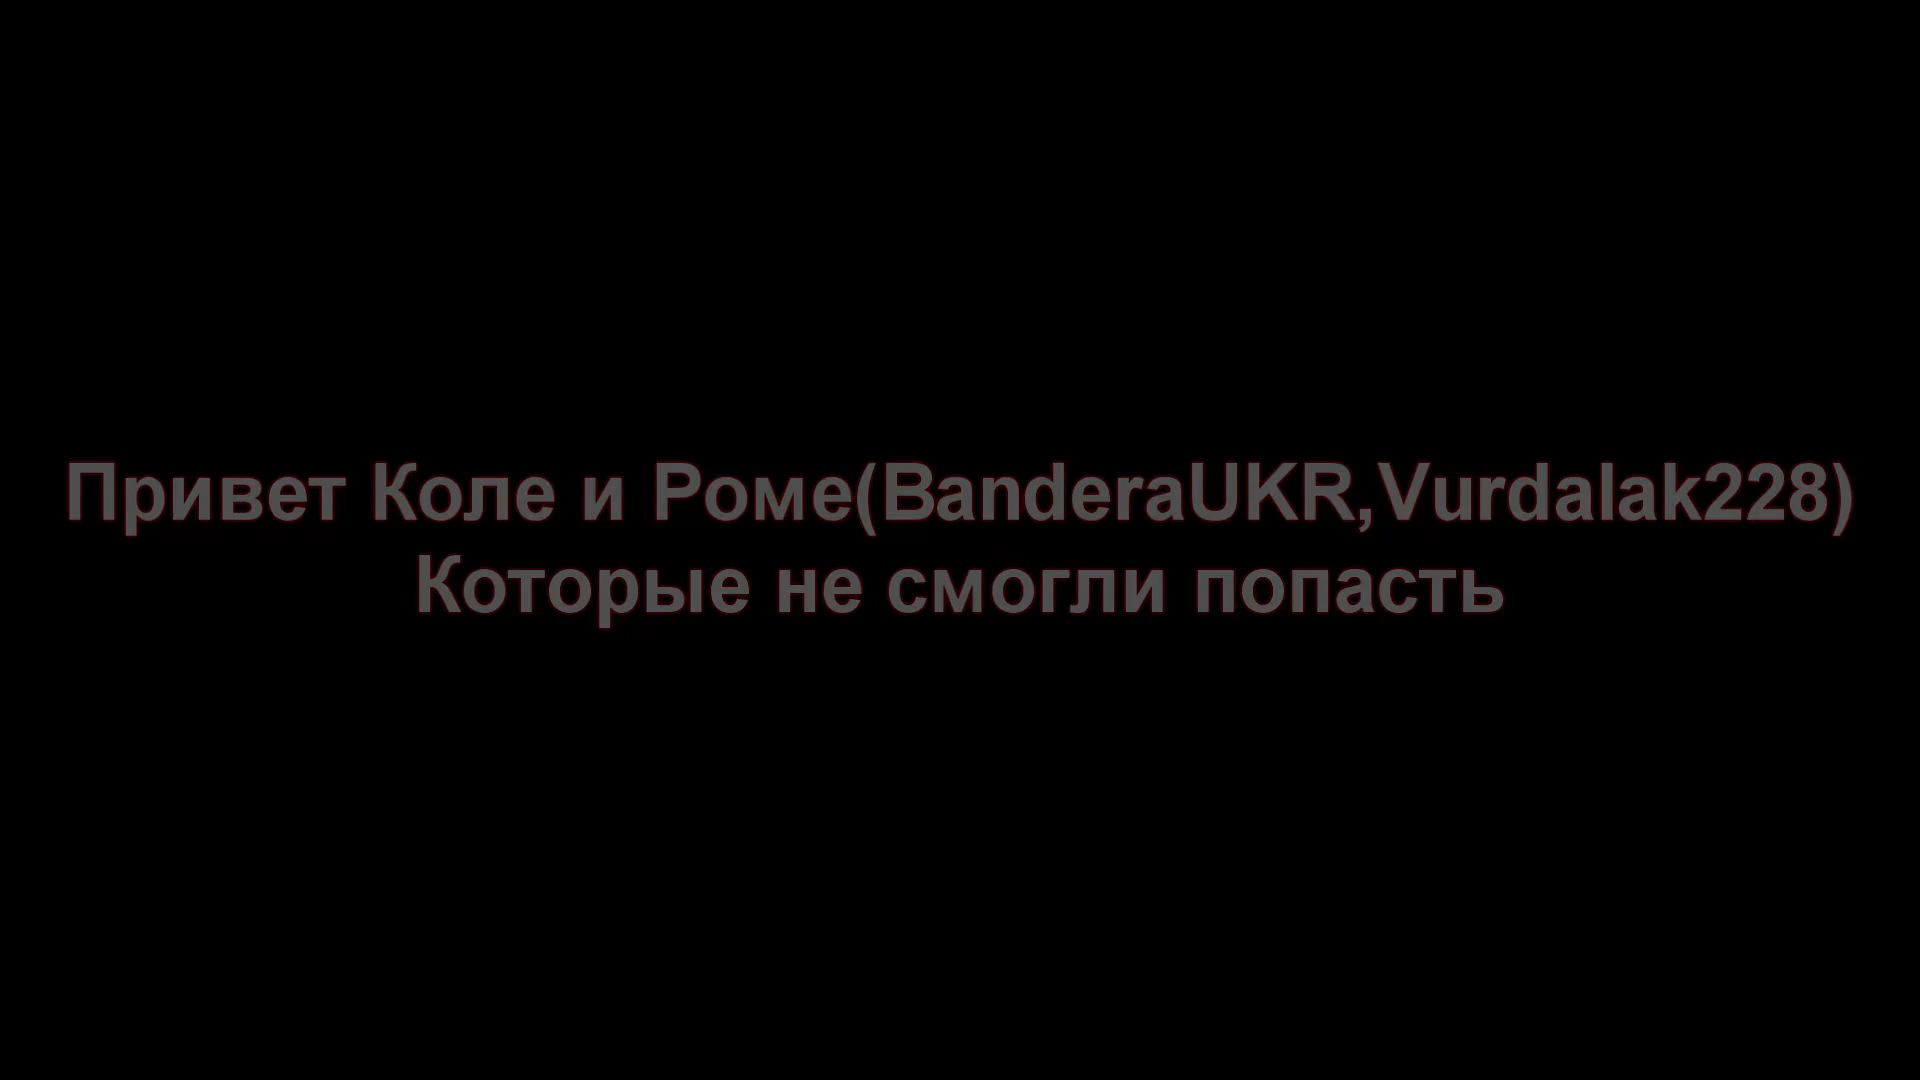 Привет Коле и Роме(BanderaUKR,Vurdalak228)
Которые не смогли попасть